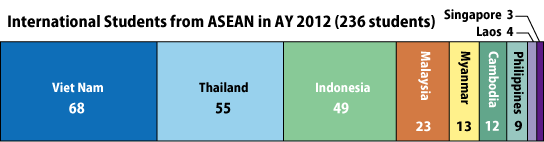 International Students from ASEAN in AY 2012 (236 students)
Singapore 3
Laos 4
Viet Nam
68
Thailand
55
Indonesia
49
Malaysia
23
Myanmar
13
Cambodia
12
Philippines
9